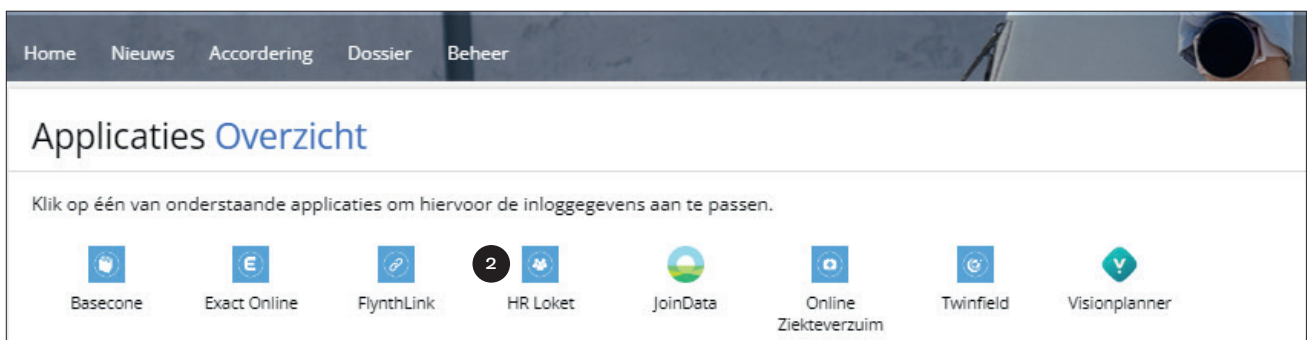 Home Nieuws Accordering Dossier Beheer
Applicaties Overzicht
Klik op één van onderstaande applicaties om hiervoor de inloggegevens aan te passen.
2
Basecone Exact Online FlynthLink HR Loket JoinData Online Twinfield Visionplanner
Ziekteverzuim